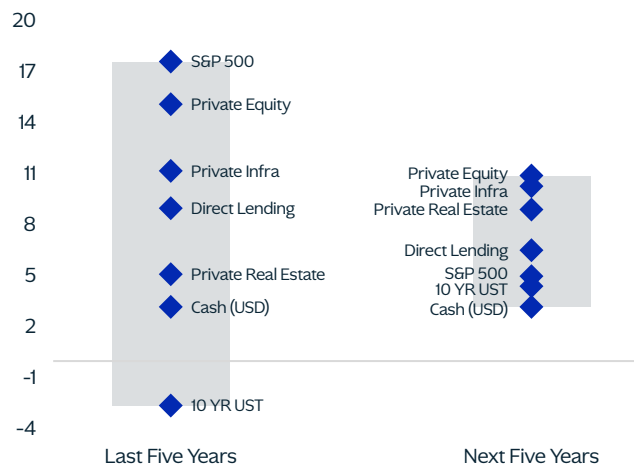 20
17
14
11
8
5
2
-1
-4
S&P 500
Private Equity
Private Infra
Direct Lending
Private Real Estate
Cash (USD)
10 YR UST
Private Equity
Private Infra
Private Real Estate
Direct Lending
S&P 500
10 YR UST
Cash (USD)
Last Five Years
Next Five Years